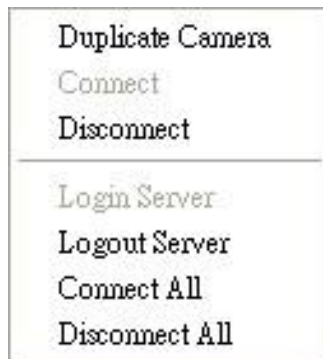 Duplicate Camera
Connect
Disconnect
Login Server
Logout Server
Connect All
Disconnect All